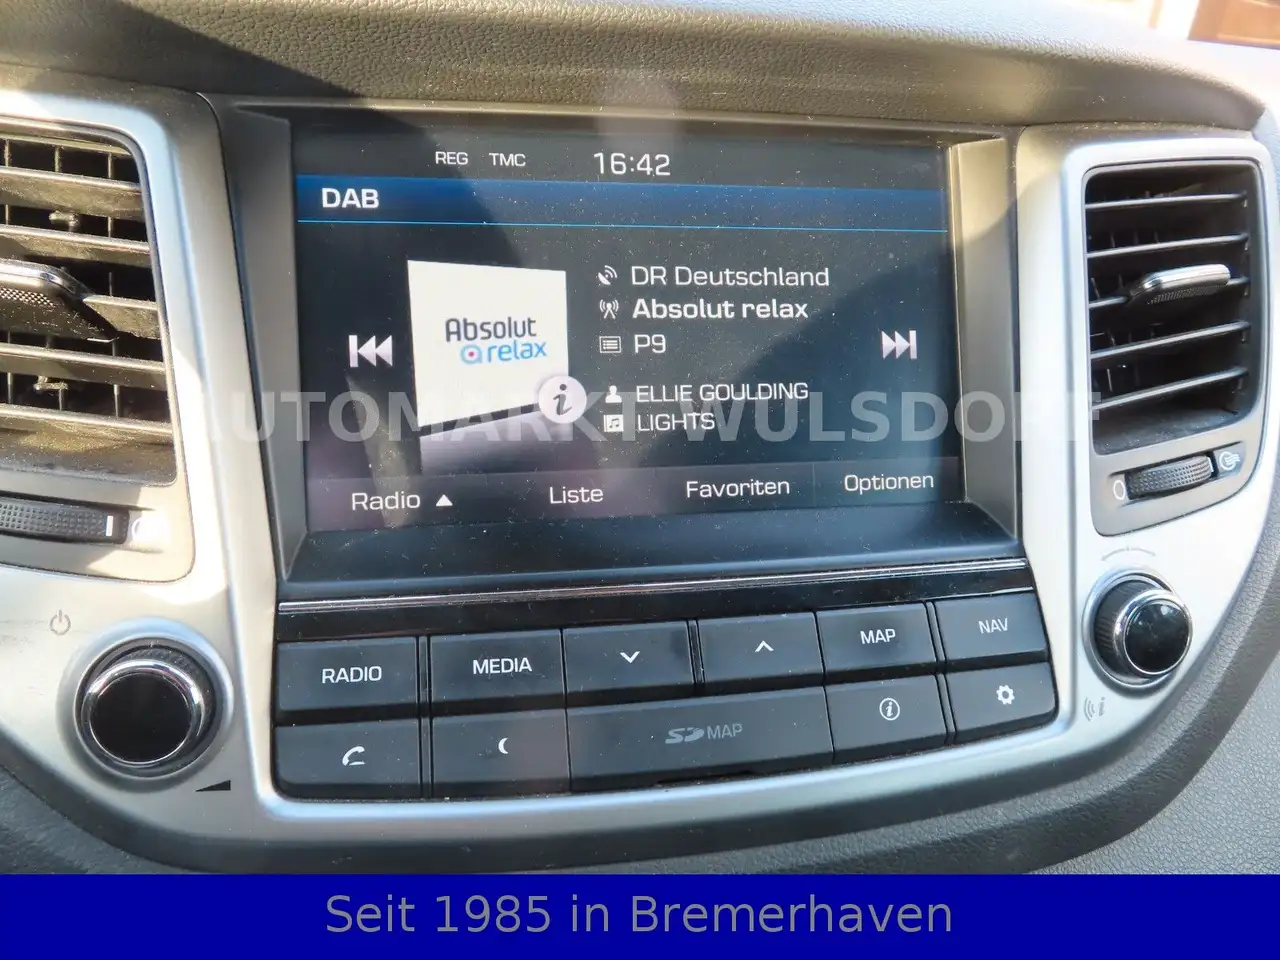 REG TMC 16:42
DAB
DR Deutschland
Absolut relax
P9
ELLIE GOULDING
LIGHTS
Absolut
relax
i
AUTOMARKT WULSDORF
Radio ▲ Liste Favoriten Optionen
RADIO MEDIA MAP NAV
SD MAP i
Seit 1985 in Bremerhaven